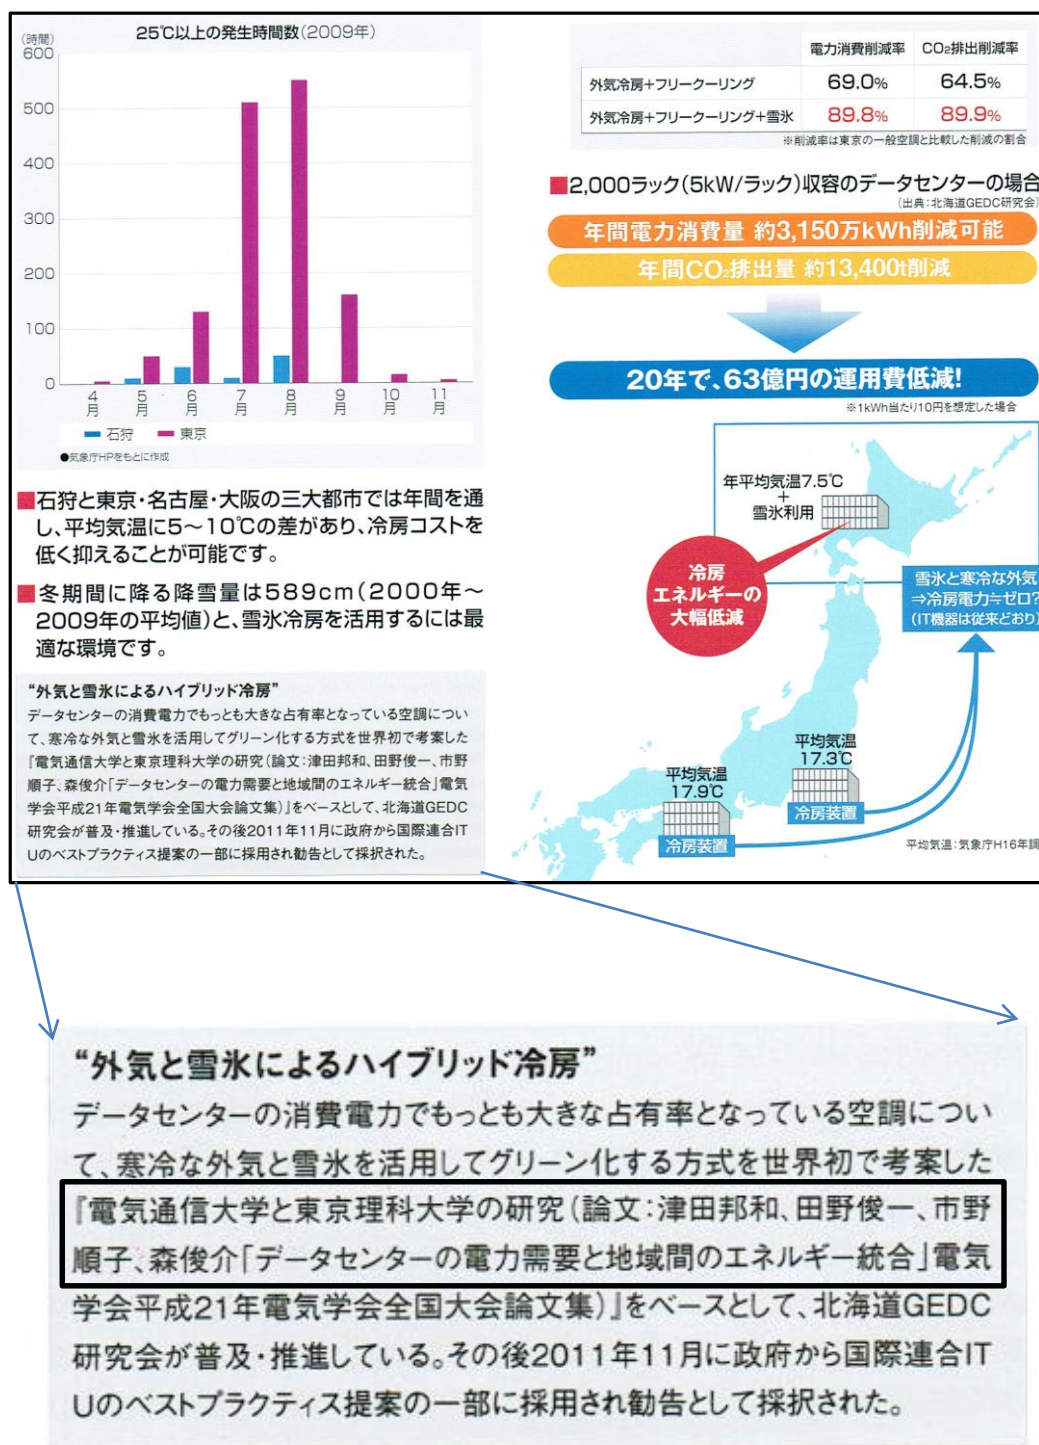 25℃以上の発生時間数(2009年)
(時間)
600
500
400
300
200
100
0
4月
5月
6月
7月
8月
9月
10月
11月
石狩 東京
●気象庁HPをもとに作成
■石狩と東京・名古屋・大阪の三大都市では年間を通
し、平均気温に5～10℃の差があり、冷房コストを
低く抑えることが可能です。
■冬期間に降る降雪量は589cm(2000年～
2009年の平均値)と、雪氷冷房を活用するには最
適な環境です。
“外気と雪氷によるハイブリッド冷房”
データセンターの消費電力でもっとも大きな占有率となっている空調につい
て、寒冷な外気と雪氷を活用してグリーン化する方式を世界初で考案した
『電気通信大学と東京理科大学の研究(論文:津田邦和、田野俊一、市野
順子、森俊介「データセンターの電力需要と地域間のエネルギー統合」電気
学会平成21年電気学会全国大会論文集)』をベースとして、北海道GEDC
研究会が普及・推進している。その後2011年11月に政府から国際連合IT
Uのベストプラクティス提案の一部に採用され勧告として採択された。
電力消費削減率 CO₂排出削減率
外気冷房+フリークーリング 69.0% 64.5%
外気冷房+フリークーリング+雪氷 89.8% 89.9%
※削減率は東京の一般空調と比較した削減の割合
■2,000ラック(5kW/ラック)収容のデータセンターの場合
(出典:北海道GEDC研究会)
年間電力消費量 約3,150万kWh削減可能
年間CO₂排出量 約13,400t削減
20年で、63億円の運用費低減!
※1kWh当たり10円を想定した場合
年平均気温7.5℃
+
雪氷利用
冷房
エネルギーの
大幅低減
雪氷と寒冷な外気
⇒冷房電力≒ゼロ?
(IT機器は従来どおり)
平均気温
17.3℃
冷房装置
平均気温
17.9℃
冷房装置
平均気温:気象庁H16年調
“外気と雪氷によるハイブリッド冷房”
データセンターの消費電力でもっとも大きな占有率となっている空調につい
て、寒冷な外気と雪氷を活用してグリーン化する方式を世界初で考案した
『電気通信大学と東京理科大学の研究(論文:津田邦和、田野俊一、市野
順子、森俊介「データセンターの電力需要と地域間のエネルギー統合」電気
学会平成21年電気学会全国大会論文集)』をベースとして、北海道GEDC
研究会が普及・推進している。その後2011年11月に政府から国際連合IT
Uのベストプラクティス提案の一部に採用され勧告として採択された。